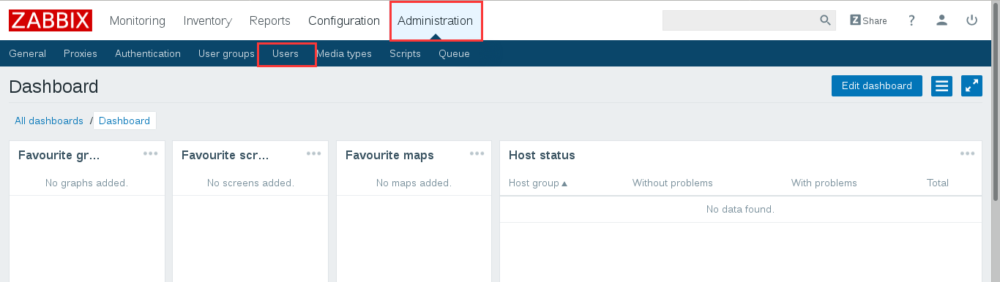 ZABBIX Monitoring Inventory Reports Configuration Administration Share ?
General Proxies Authentication User groups Users Media types Scripts Queue
Dashboard Edit dashboard
All dashboards / Dashboard
Favourite gr... Favourite scr... Favourite maps Host status
No graphs added. No screens added. No maps added. Host group Without problems With problems Total
No data found.